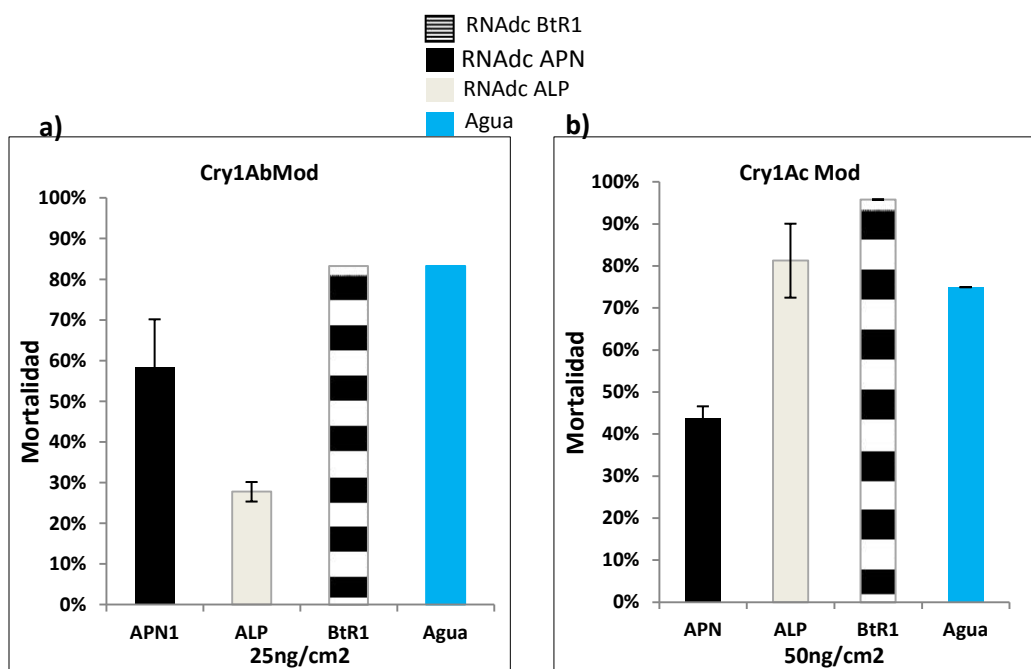 RNAdc BtR1
RNAdc APN
RNAdc ALP
Agua
a)
Cry1AbMod
100%
90%
80%
70%
60%
50%
40%
30%
20%
10%
0%
Mortalidad
APN1 ALP BtR1 Agua
25ng/cm2
b)
Cry1Ac Mod
100%
90%
80%
70%
60%
50%
40%
30%
20%
10%
0%
Mortalidad
APN ALP BtR1 Agua
50ng/cm2